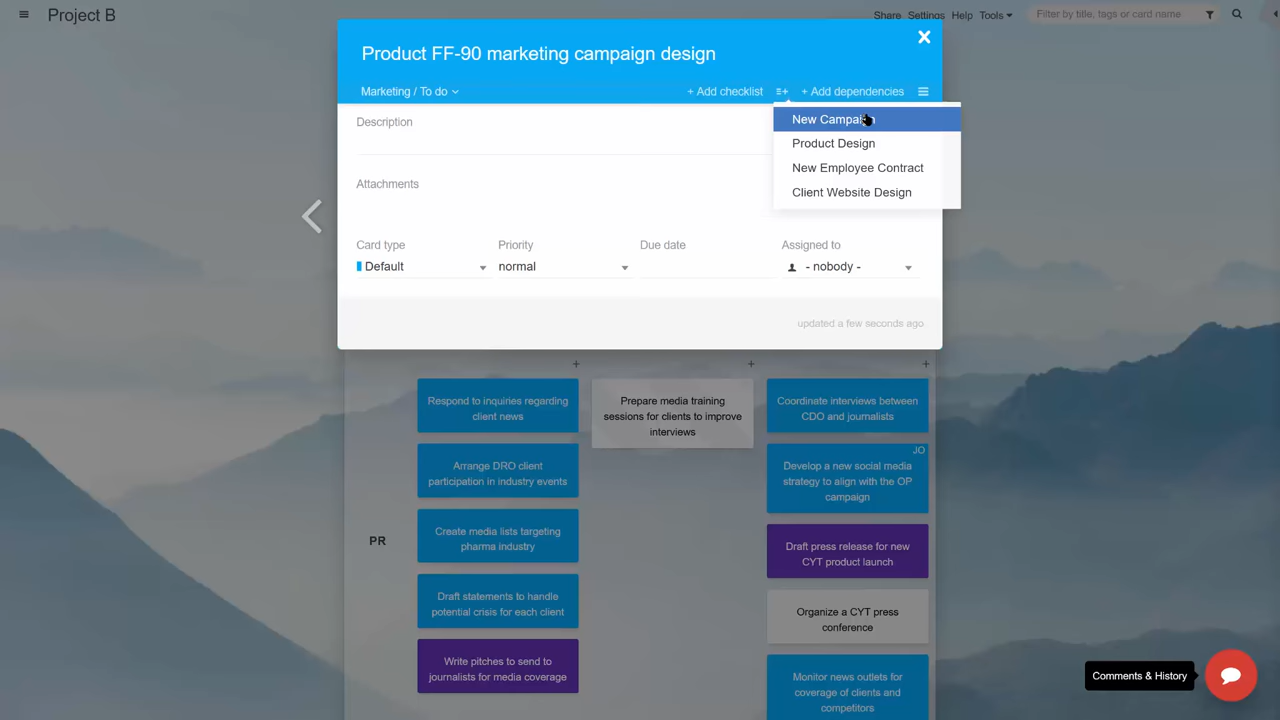 Project B
Share Settings Help Tools
Filter by title, tags or card name
Product FF-90 marketing campaign design
Marketing / To do
+ Add checklist
+ Add dependencies
New Campaign
Product Design
New Employee Contract
Client Website Design
Description
Attachments
Card type
Priority
Due date
Assigned to
Default
normal
- nobody -
updated a few seconds ago
+
+
+
Respond to inquiries regarding
client news
Prepare media training
sessions for clients to improve
interviews
Coordinate interviews between
CDO and journalists
Arrange DRO client
participation in industry events
JO
Develop a new social media
strategy to align with the OP
campaign
PR
Create media lists targeting
pharma industry
Draft press release for new
CYT product launch
Draft statements to handle
potential crisis for each client
Organize a CYT press
conference
Write pitches to send to
journalists for media coverage
Monitor news outlets for
coverage of clients and
competitors
Comments & History